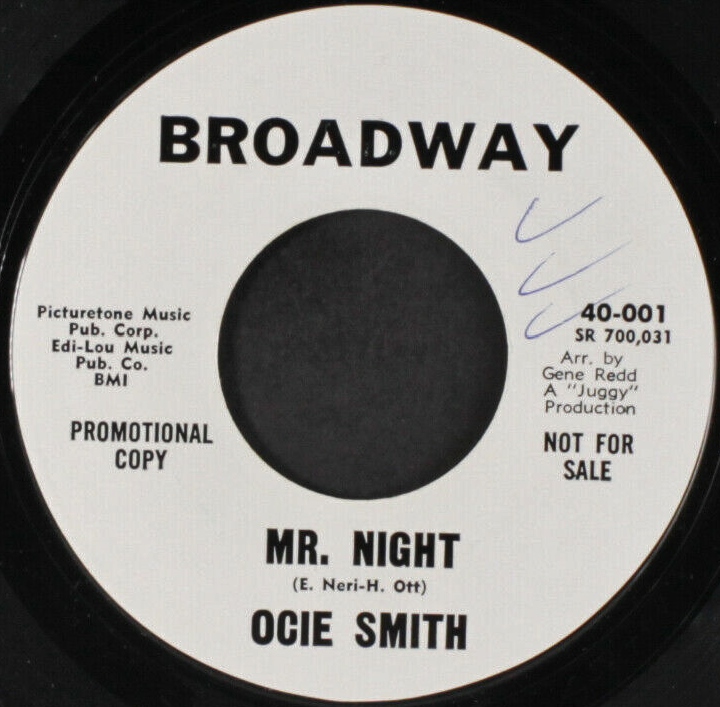 BROADWAY
Picturetone Music
Pub. Corp.
Edi-Lou Music
Pub. Co.
BMI
PROMOTIONAL
COPY
40-001
SR 700,031
Arr. by
Gene Redd
A "Juggy"
Production
NOT FOR
SALE
MR. NIGHT
(E. Neri-H. Ott)
OCIE SMITH